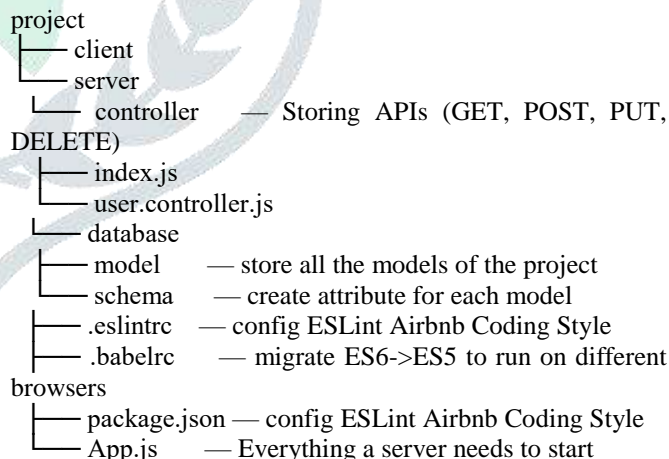 project
├── client
└── server
└── controller — Storing APIs (GET, POST, PUT,
DELETE)
├── index.js
└── user.controller.js
└── database
├── model — store all the models of the project
└── schema — create attribute for each model
├── .eslintrc — config ESLint Airbnb Coding Style
├── .babelrc — migrate ES6->ES5 to run on different
browsers
├── package.json — config ESLint Airbnb Coding Style
└── App.js — Everything a server needs to start